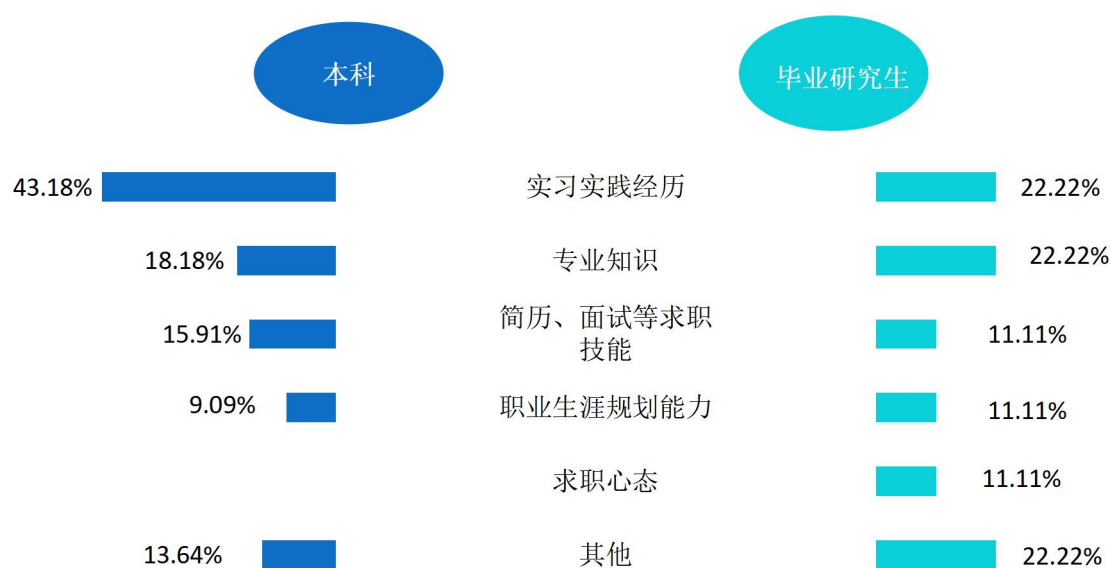 本科
毕业研究生
43.18%
实习实践经历
22.22%
18.18%
专业知识
22.22%
15.91%
简历、面试等求职
技能
11.11%
9.09%
职业生涯规划能力
11.11%
求职心态
11.11%
13.64%
其他
22.22%